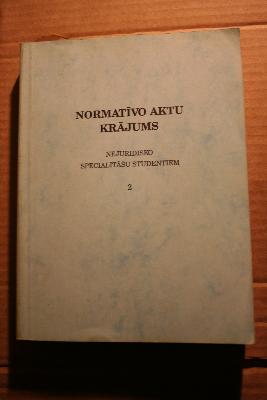 NORMATĪVO AKTU
KRĀJUMS
NEJURIDISKO
SPECIALITĀŠU STUDENTIEM
2